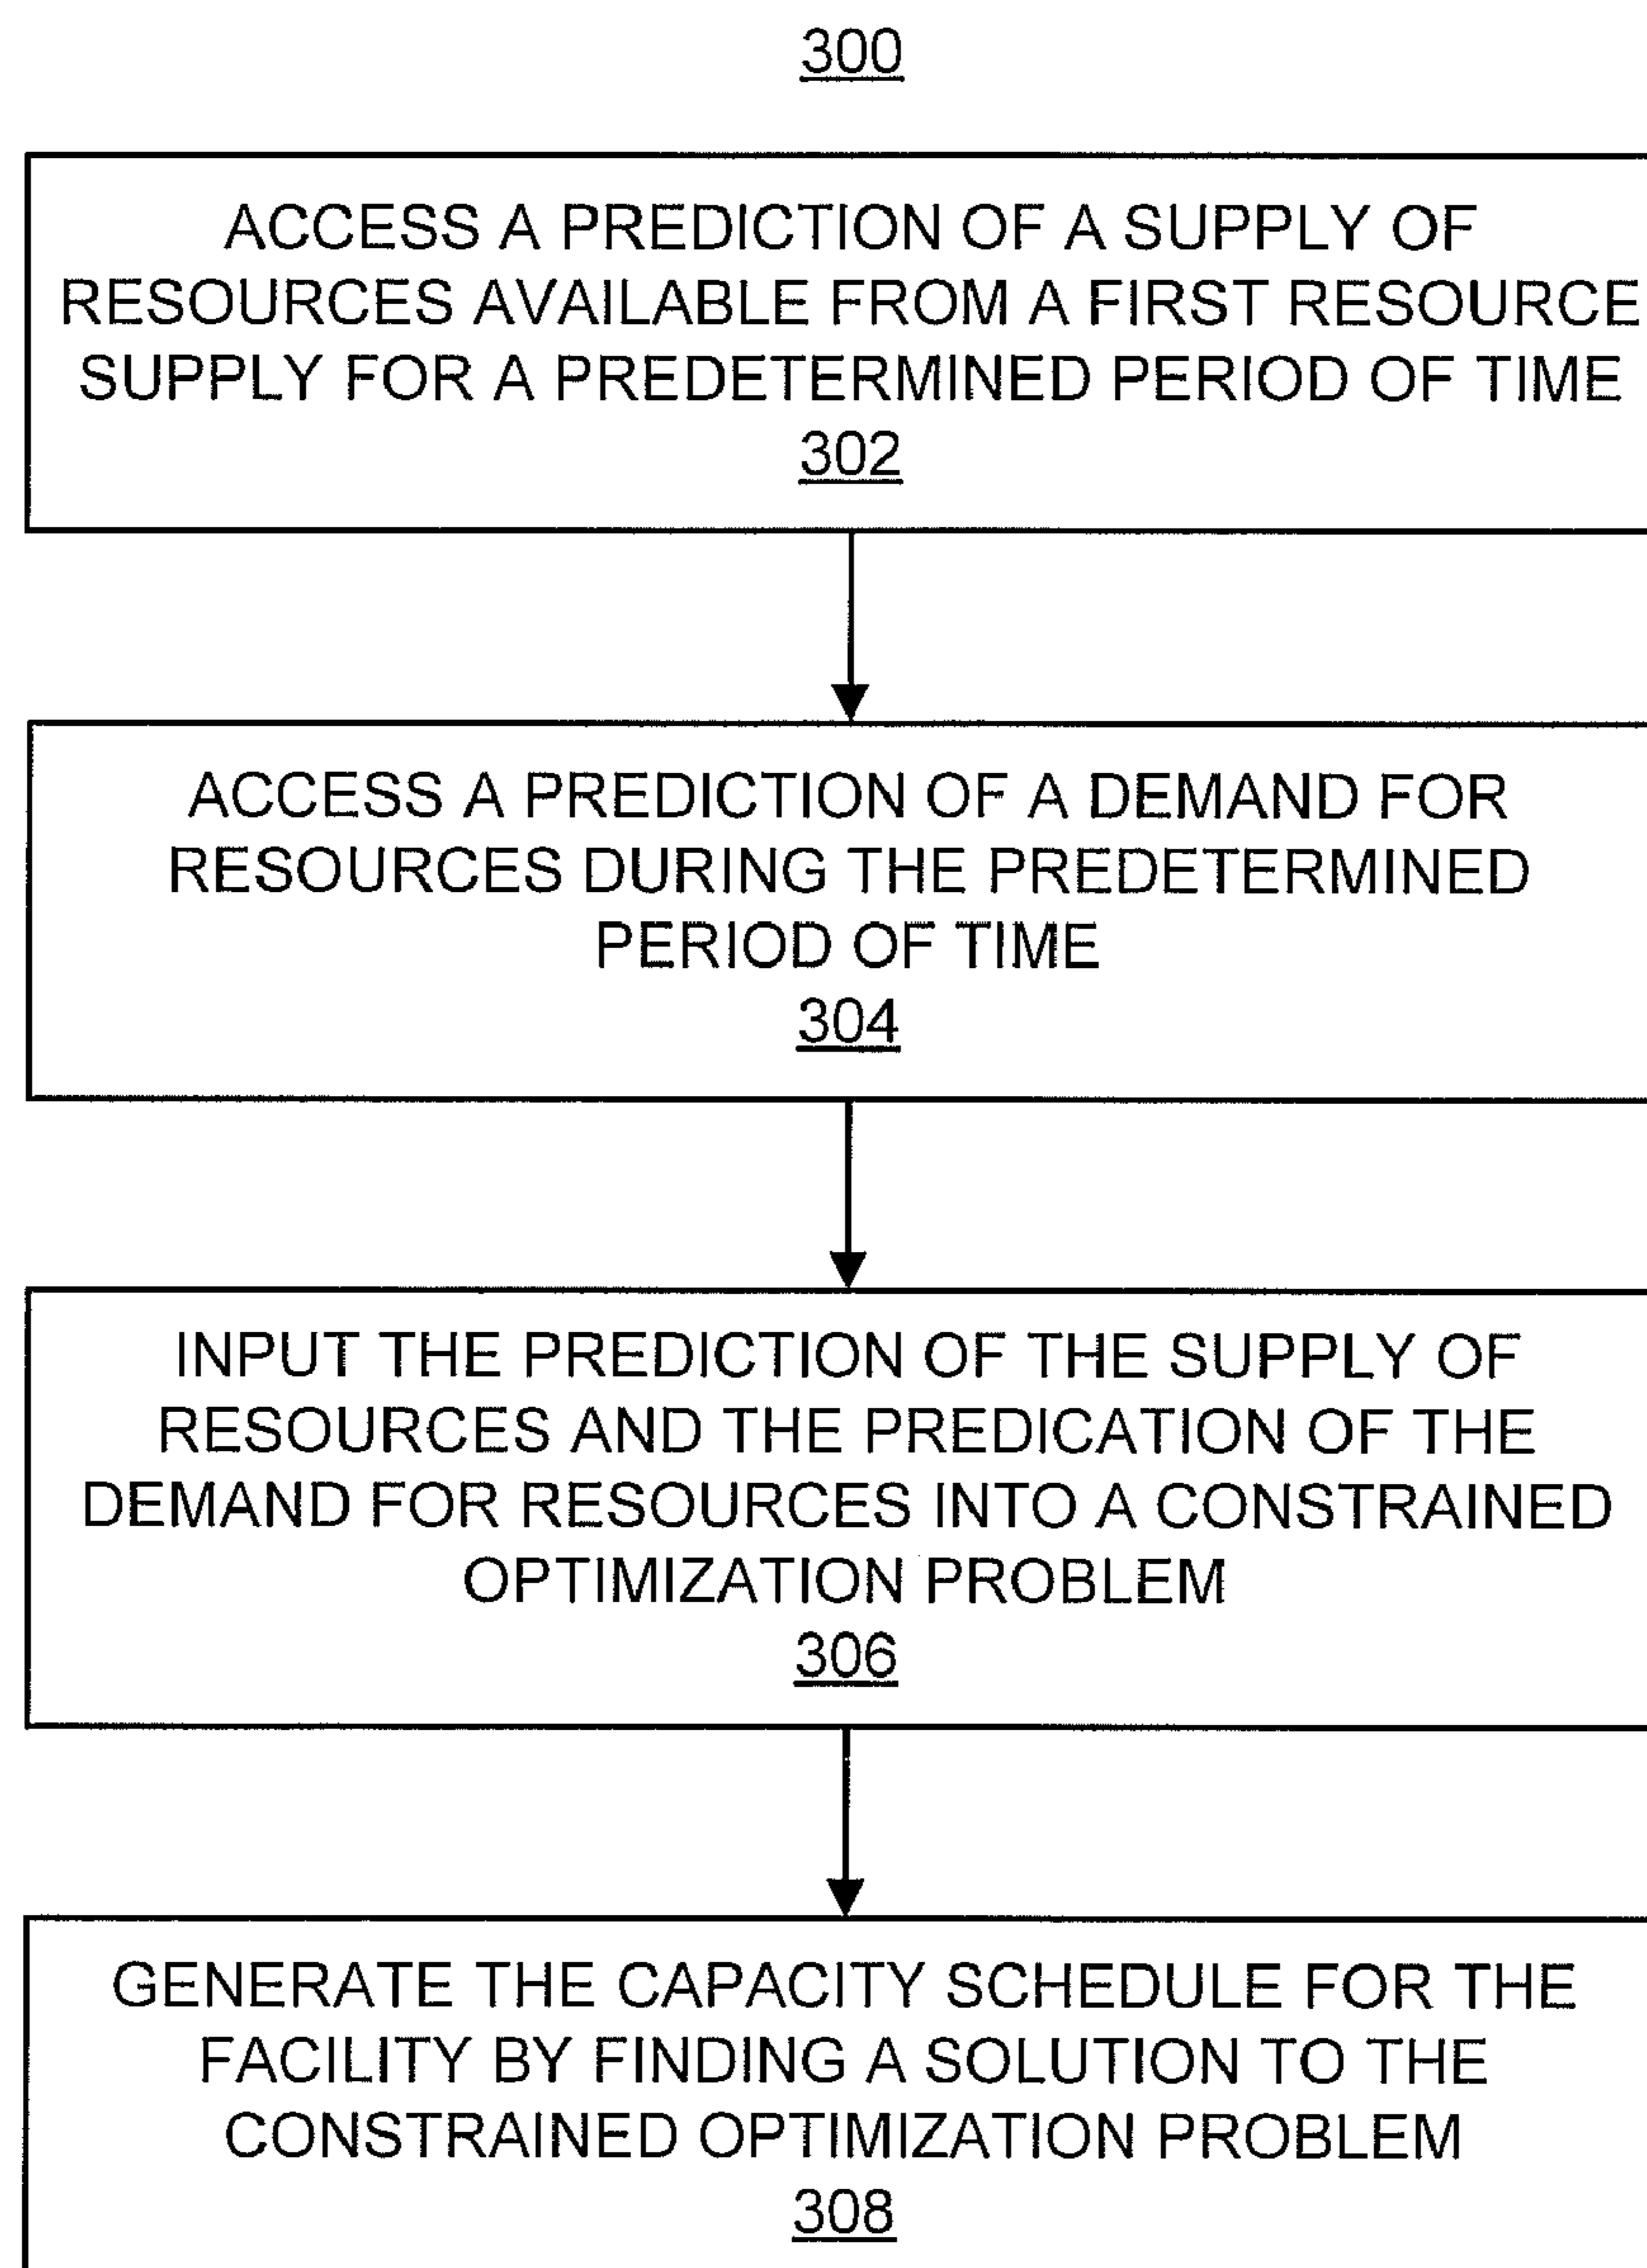 300
ACCESS A PREDICTION OF A SUPPLY OF
RESOURCES AVAILABLE FROM A FIRST RESOURCE
SUPPLY FOR A PREDETERMINED PERIOD OF TIME
302
ACCESS A PREDICTION OF A DEMAND FOR
RESOURCES DURING THE PREDETERMINED
PERIOD OF TIME
304
INPUT THE PREDICTION OF THE SUPPLY OF
RESOURCES AND THE PREDICATION OF THE
DEMAND FOR RESOURCES INTO A CONSTRAINED
OPTIMIZATION PROBLEM
306
GENERATE THE CAPACITY SCHEDULE FOR THE
FACILITY BY FINDING A SOLUTION TO THE
CONSTRAINED OPTIMIZATION PROBLEM
308